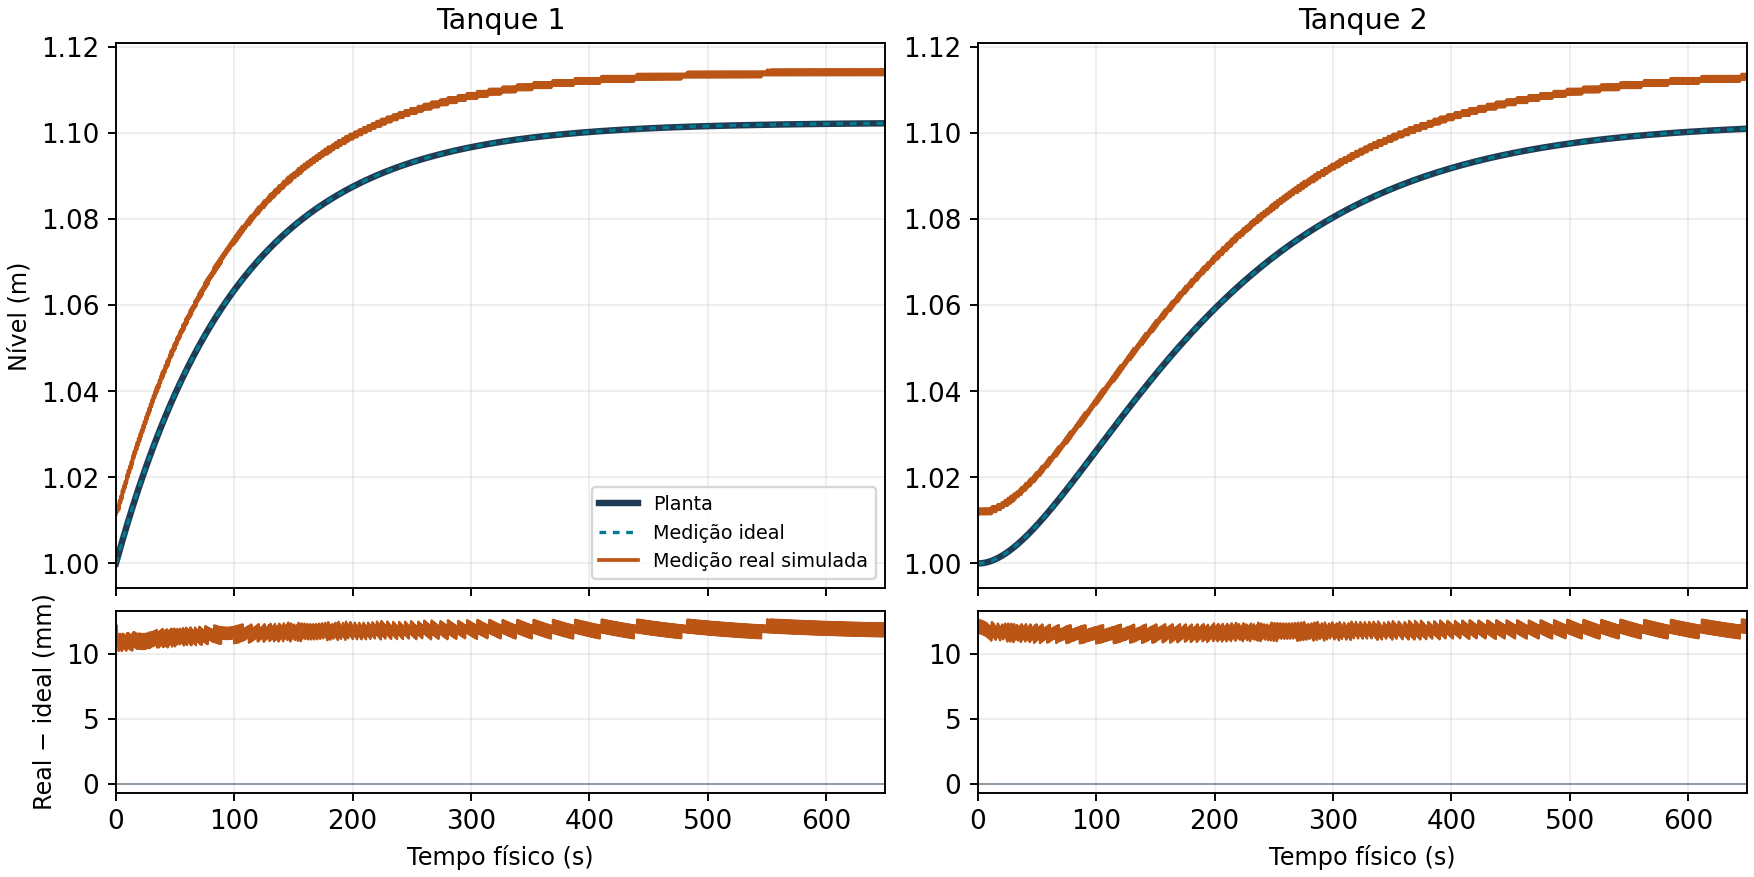 Tanque 1
Tanque 2
1.12
1.10
1.08
1.06
1.04
1.02
1.00
Nível (m)
Planta
Medição ideal
Medição real simulada
1.12
1.10
1.08
1.06
1.04
1.02
1.00
10
5
0
Real − ideal (mm)
0 100 200 300 400 500 600
Tempo físico (s)
10
5
0
0 100 200 300 400 500 600
Tempo físico (s)